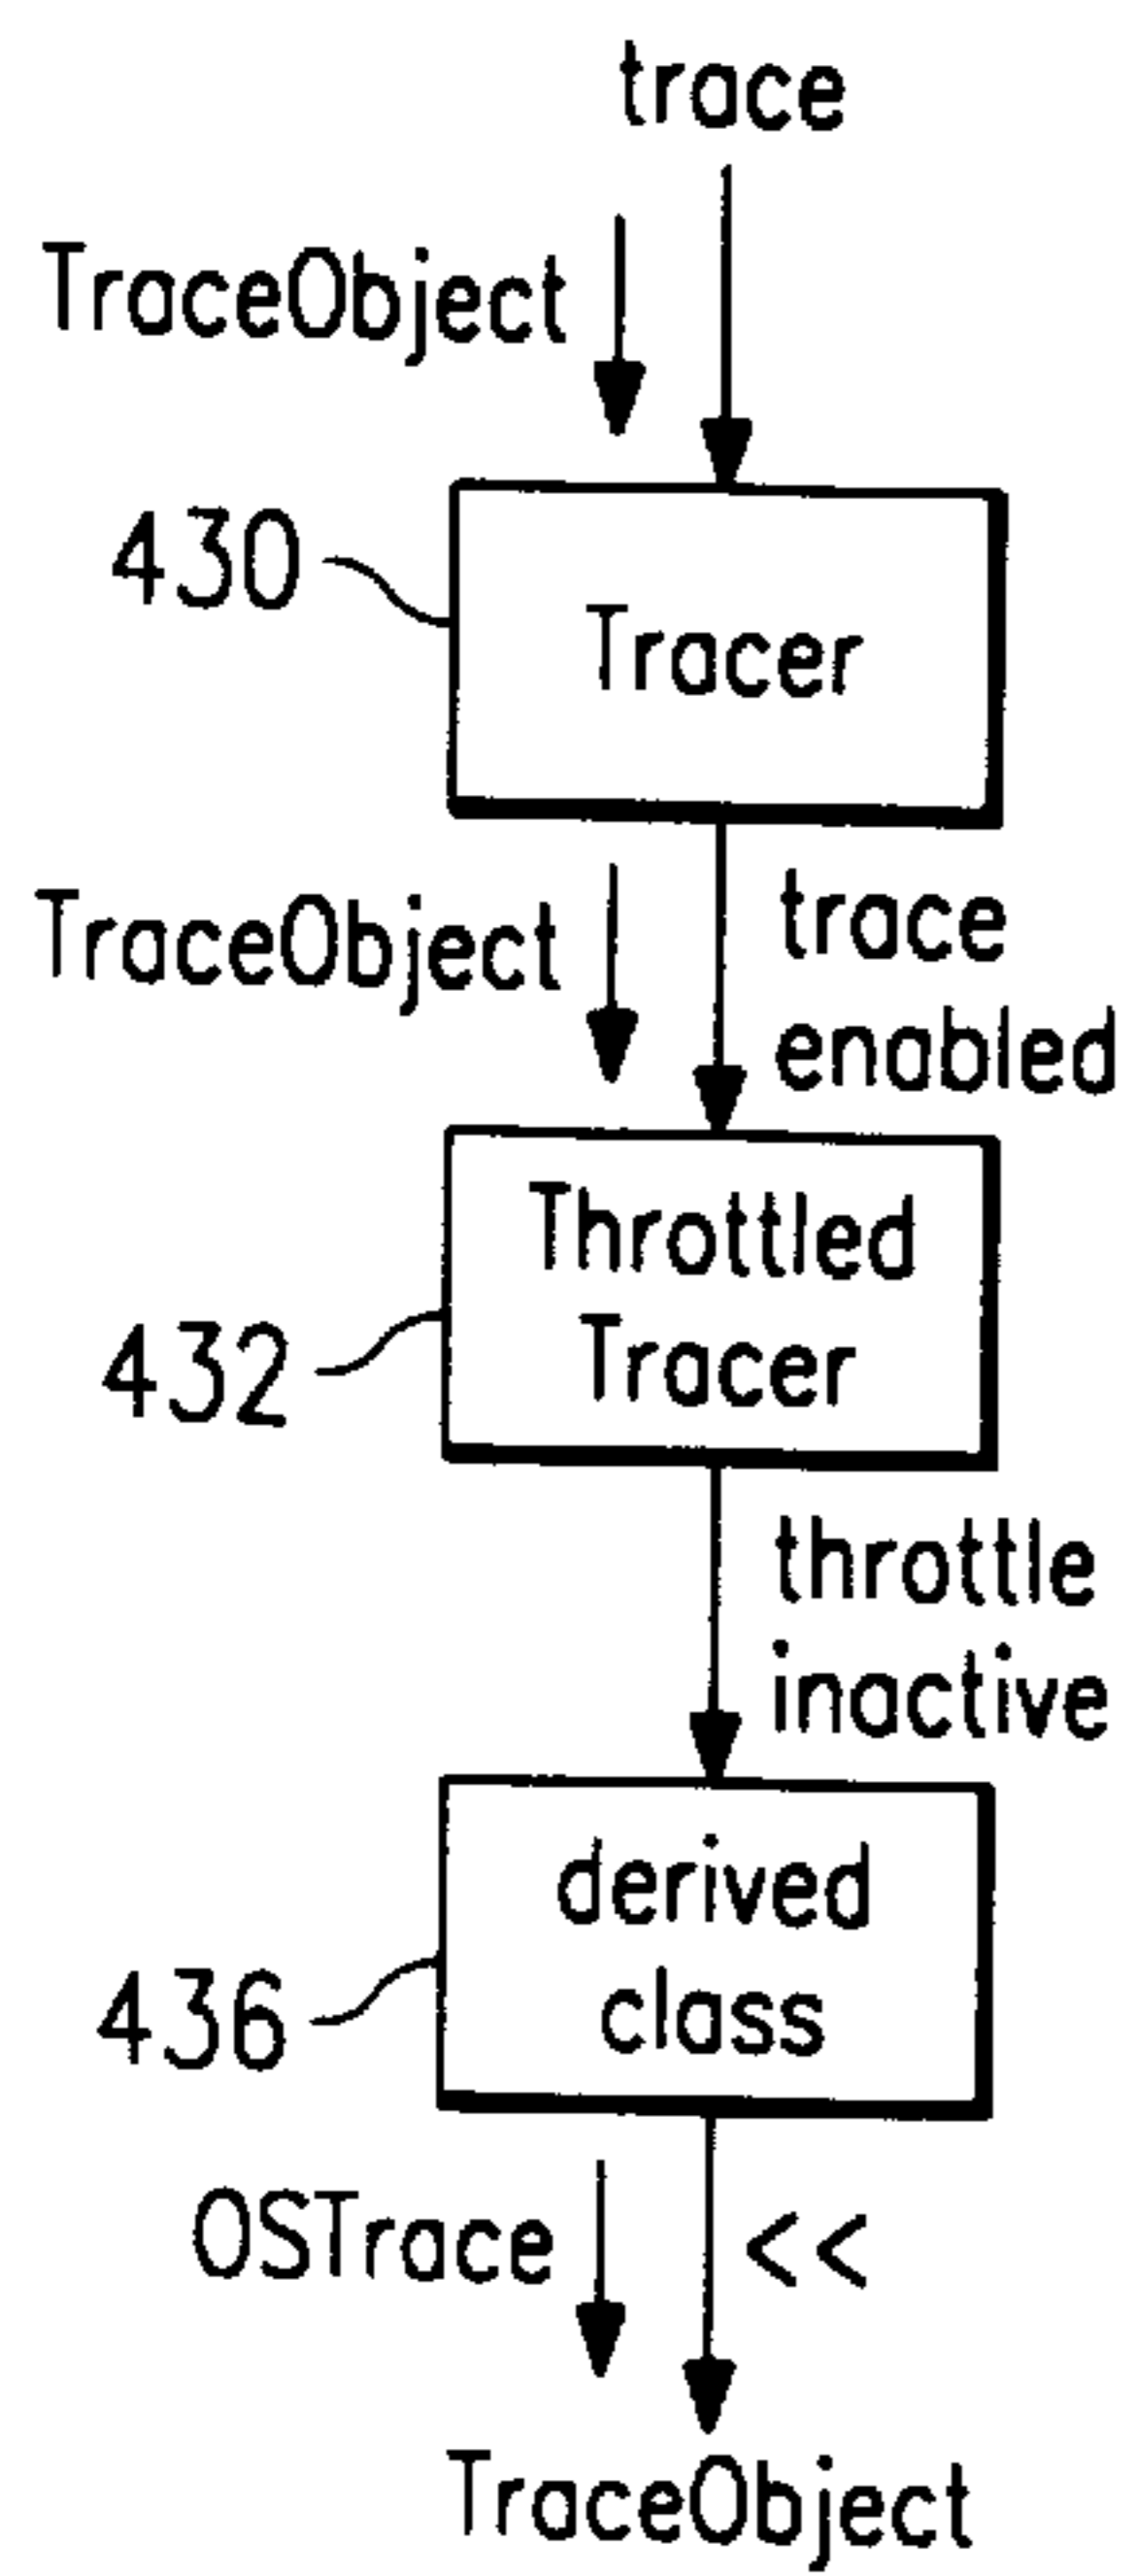 trace
TraceObject
430
Tracer
TraceObject
trace
enabled
Throttled
Tracer
432
throttle
inactive
derived
class
436
OSTrace
<<
TraceObject